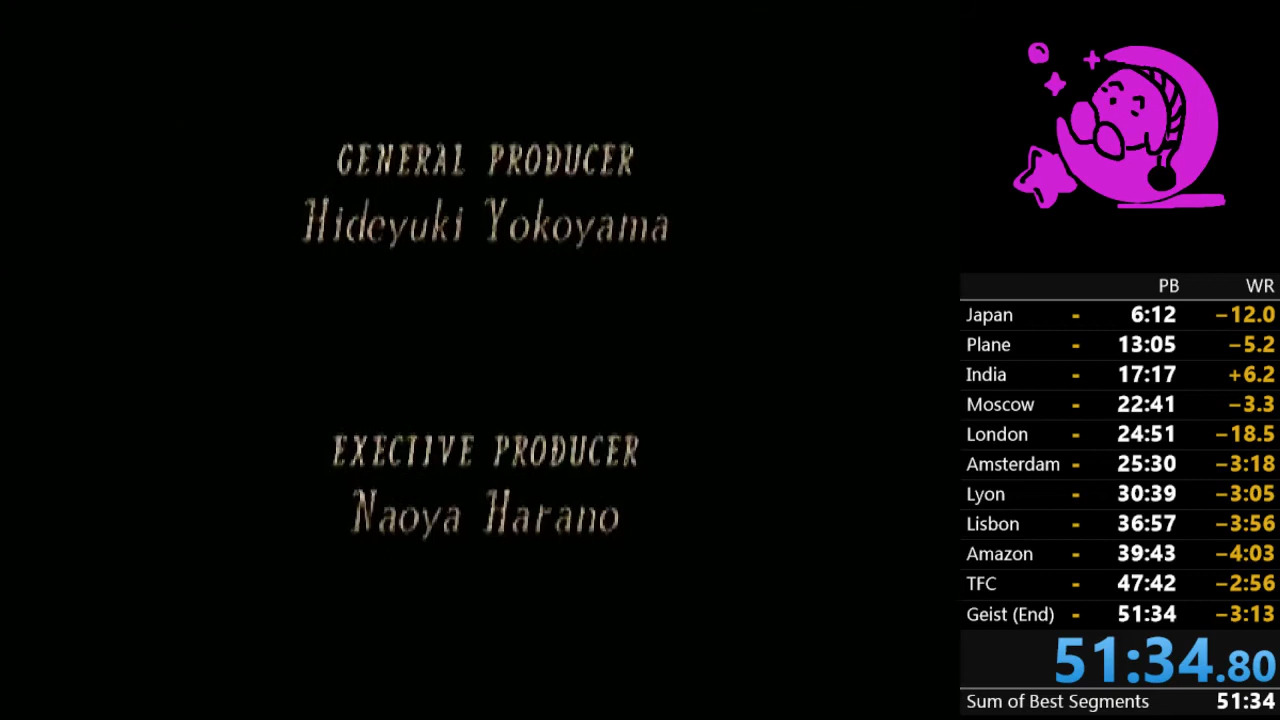 GENERAL PRODUCER
Hideyuki Yokoyama
EXECTIVE PRODUCER
Naoya Harano
PB WR
Japan - 6:12 −12.0
Plane - 13:05 −5.2
India - 17:17 +6.2
Moscow - 22:41 −3.3
London - 24:51 −18.5
Amsterdam - 25:30 −3:18
Lyon - 30:39 −3:05
Lisbon - 36:57 −3:56
Amazon - 39:43 −4:03
TFC - 47:42 −2:56
Geist (End) - 51:34 −3:13
51:34.80
Sum of Best Segments 51:34